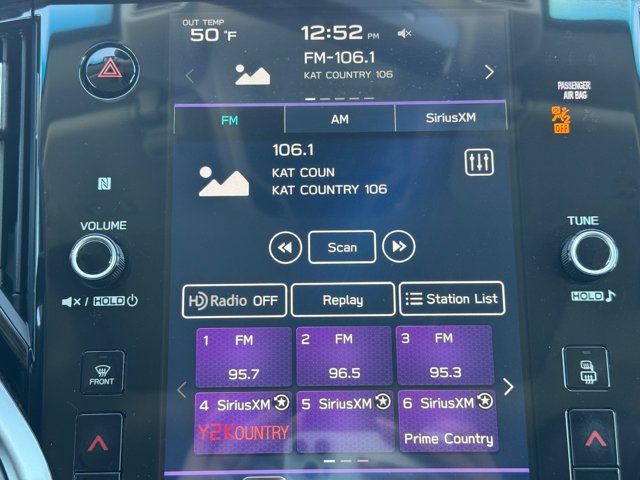 OUT TEMP
50 °F
12:52 PM
FM-106.1
KAT COUNTRY 106
PASSENGER
AIR BAG
2
OFF
FM AM SiriusXM
106.1
KAT COUN
KAT COUNTRY 106
N
VOLUME
TUNE
Scan
/ HOLD
HOLD
HD Radio OFF Replay Station List
1 FM 95.7
2 FM 96.5
3 FM 95.3
FRONT
4 SiriusXM
Y2KOUNTRY
5 SiriusXM
6 SiriusXM
Prime Country